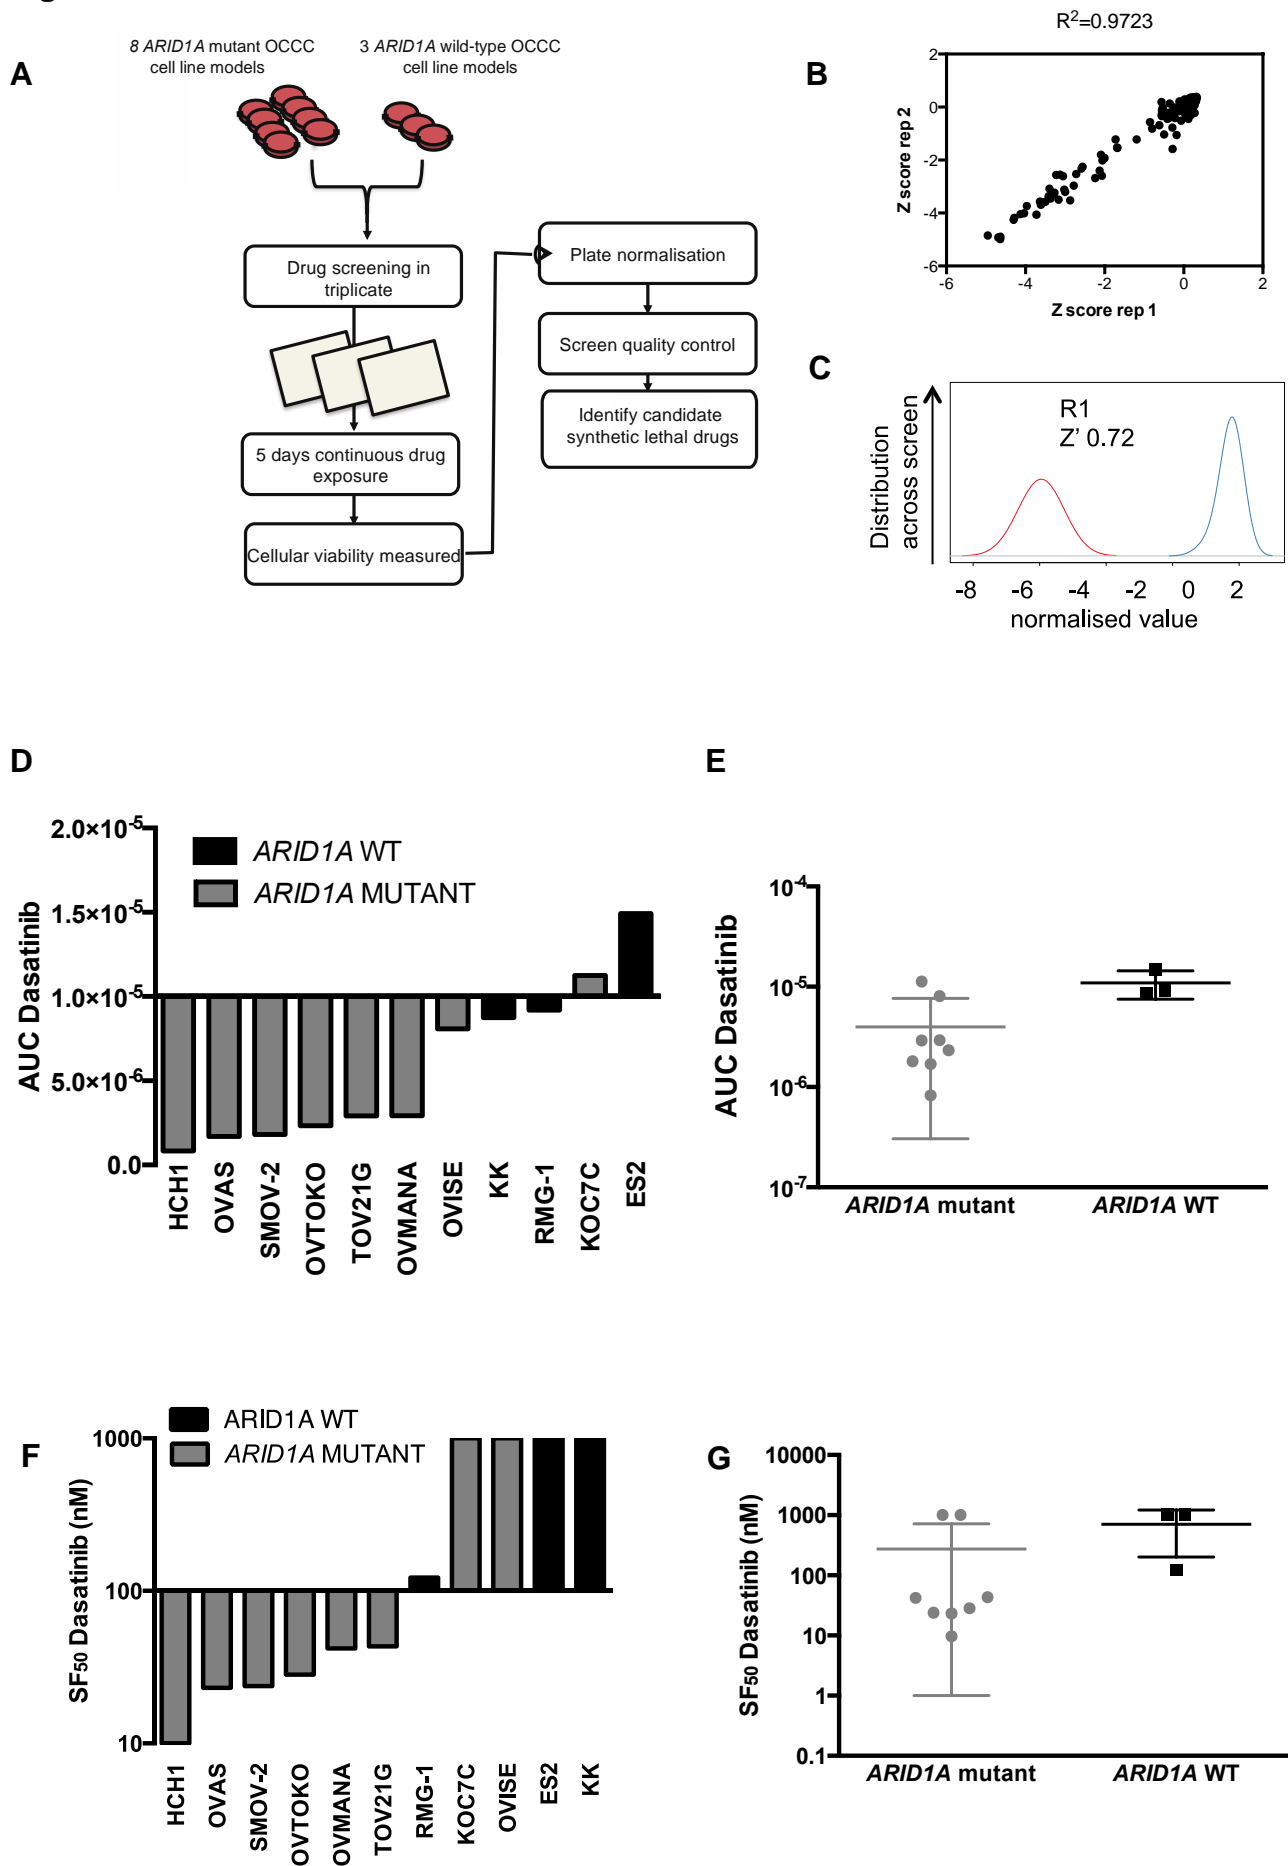 A
8 ARID1A mutant OCCC
cell line models
3 ARID1A wild-type OCCC
cell line models
Drug screening in
triplicate
5 days continuous drug
exposure
Cellular viability measured
Plate normalisation
Screen quality control
Identify candidate
synthetic lethal drugs
B
R²=0.9723
Z score rep 2
2
0
-2
-4
-6
-6
-4
-2
0
2
Z score rep 1
C
Distribution
across screen
R1
Z' 0.72
-8
-6
-4
-2
0
2
normalised value
D
AUC Dasatinib
2.0×10⁻⁵
1.5×10⁻⁵
1.0×10⁻⁵
5.0×10⁻⁶
0.0
ARID1A WT
ARID1A MUTANT
HCH1
OVAS
SMOV-2
OVTOKO
TOV21G
OVMANA
OVISE
KK
RMG-1
KOC7C
ES2
E
AUC Dasatinib
10⁻⁴
10⁻⁵
10⁻⁶
10⁻⁷
ARID1A mutant
ARID1A WT
F
SF₅₀ Dasatinib (nM)
1000
100
10
ARID1A WT
ARID1A MUTANT
HCH1
OVAS
SMOV-2
OVTOKO
OVMANA
TOV21G
RMG-1
KOC7C
OVISE
ES2
KK
G
SF₅₀ Dasatinib (nM)
10000
1000
100
10
1
0.1
ARID1A mutant
ARID1A WT